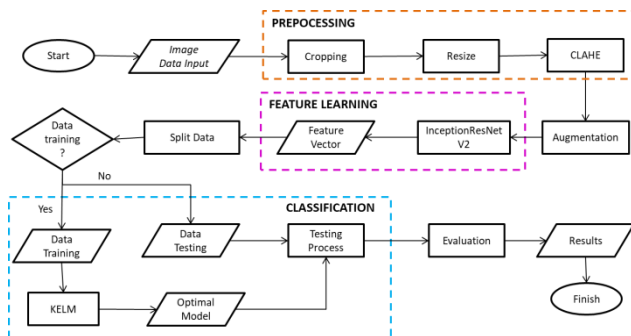 PREPOCESSING
Start
Image
Data Input
Cropping
Resize
CLAHE
FEATURE LEARNING
Data
training
?
Split Data
Feature
Vector
InceptionResNet
V2
Augmentation
No
Yes
CLASSIFICATION
Data
Training
Data
Testing
Testing
Process
Evaluation
Results
KELM
Optimal
Model
Finish